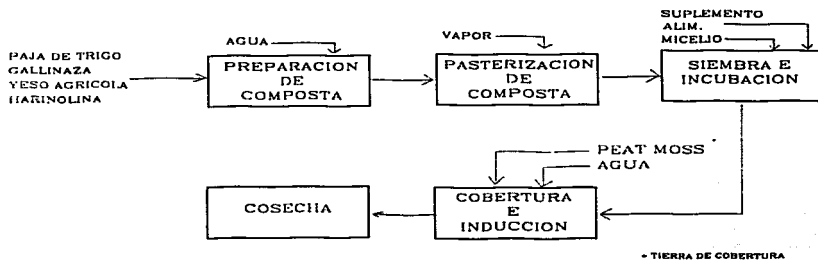 PAJA DE TRIGO
GALLINAZA
YESO AGRICOLA
HARINOLINA
AGUA
PREPARACION
DE
COMPOSTA
VAPOR
PASTERIZACION
DE
COMPOSTA
SUPLEMENTO
ALIM.
MICELIO
SIEMBRA E
INCUBACION
PEAT MOSS *
AGUA
COBERTURA
E
INDUCCION
COSECHA
* TIERRA DE COBERTURA